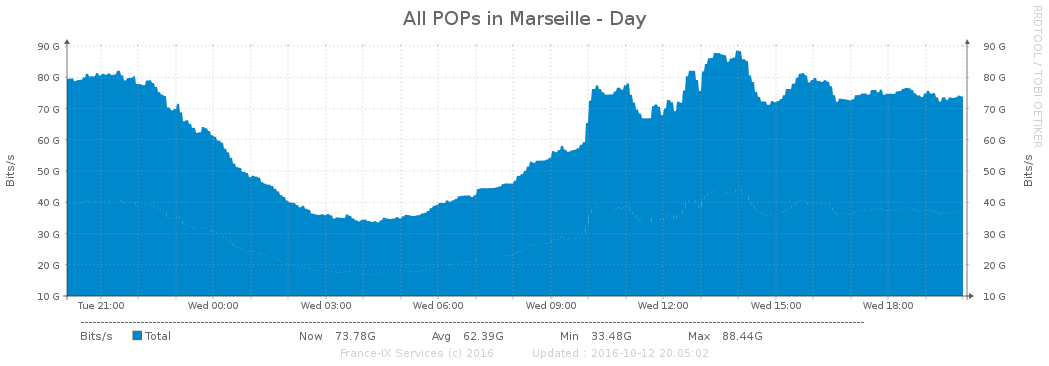 All POPs in Marseille - Day
RRDTOOL / TOBI OETIKER
90 G 90 G
80 G 80 G
70 G 70 G
60 G 60 G
50 G 50 G
40 G 40 G
30 G 30 G
20 G 20 G
10 G 10 G
Bits/s
Bits/s
Tue 21:00 Wed 00:00 Wed 03:00 Wed 06:00 Wed 09:00 Wed 12:00 Wed 15:00 Wed 18:00
Bits/s Total Now 73.78G Avg 62.39G Min 33.48G Max 88.44G
France-IX Services (c) 2016 Updated : 2016-10-12 20:05:02